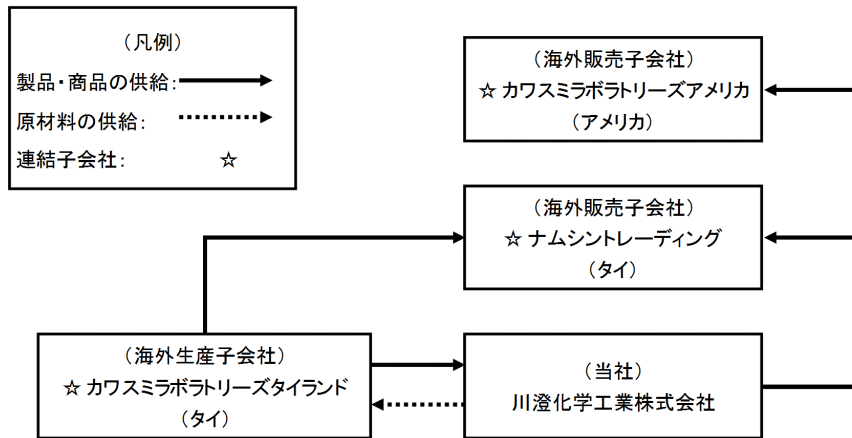 (凡例)
製品・商品の供給:
原材料の供給:
連結子会社: ☆
(海外販売子会社)
☆ カワスミラボラトリーズアメリカ
(アメリカ)
(海外販売子会社)
☆ ナムシントレーディング
(タイ)
(海外生産子会社)
☆ カワスミラボラトリーズタイランド
(タイ)
(当社)
川澄化学工業株式会社